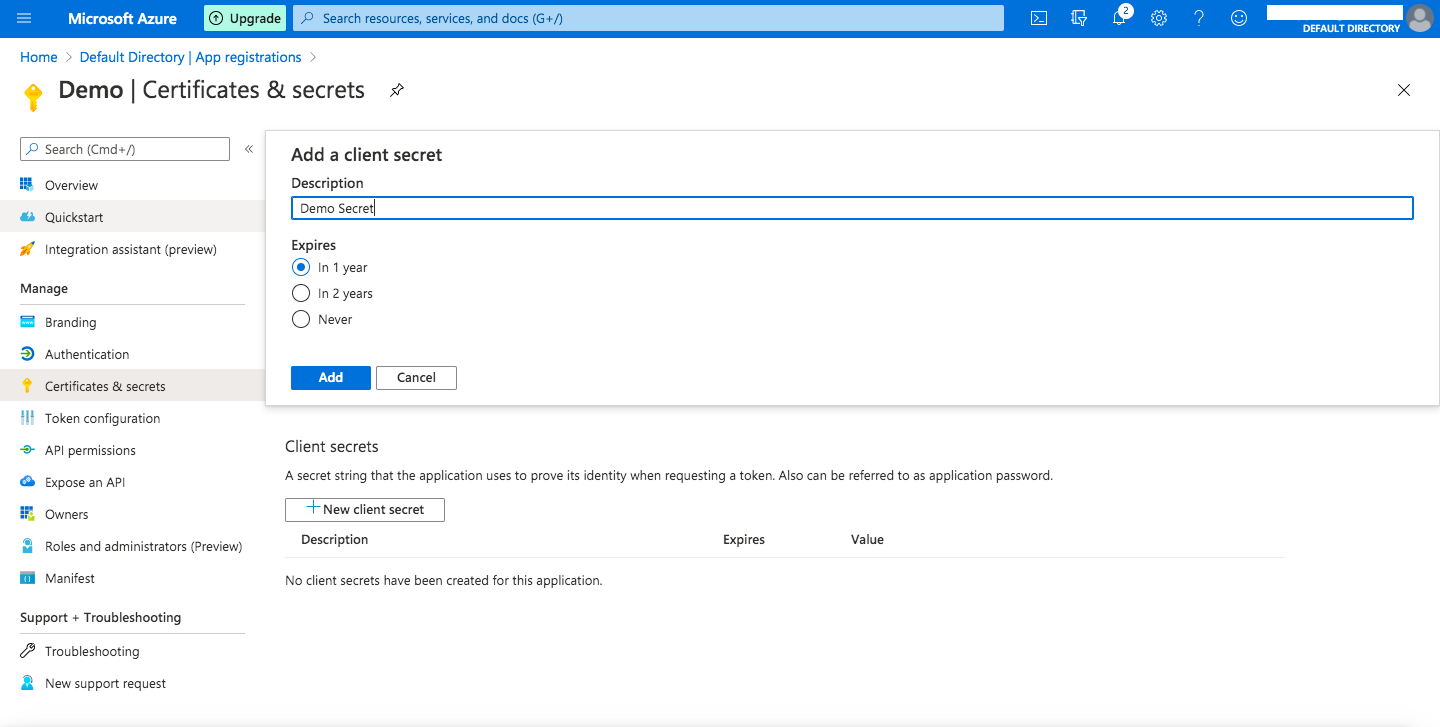 Microsoft Azure
Upgrade
Search resources, services, and docs (G+/)
2
DEFAULT DIRECTORY
Home > Default Directory | App registrations >
Demo | Certificates & secrets
Search (Cmd+/)
«
Overview
Quickstart
Integration assistant (preview)
Manage
Branding
Authentication
Certificates & secrets
Token configuration
API permissions
Expose an API
Owners
Roles and administrators (Preview)
Manifest
Support + Troubleshooting
Troubleshooting
New support request
Add a client secret
Description
Demo Secret
Expires
In 1 year
In 2 years
Never
Add Cancel
Client secrets
A secret string that the application uses to prove its identity when requesting a token. Also can be referred to as application password.
New client secret
Description Expires Value
No client secrets have been created for this application.